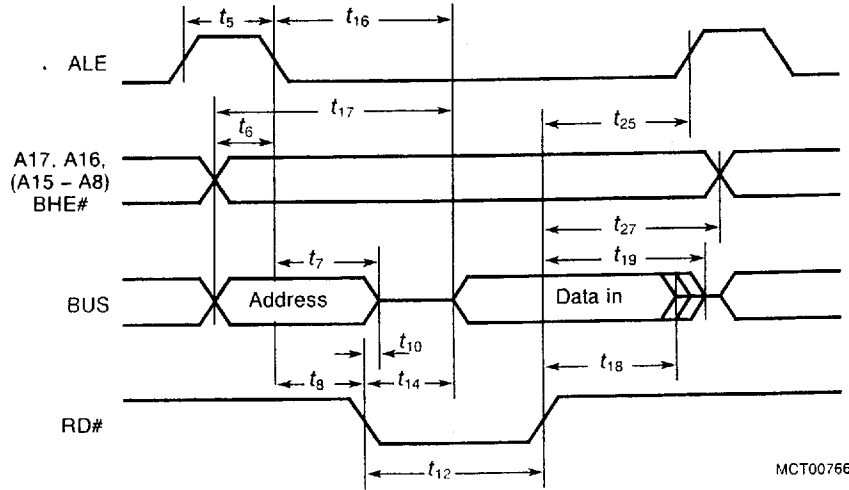 t5
t16
ALE
t17
t6
t25
A17, A16,
(A15 – A8)
BHE#
t27
t7
t19
BUS
Address
Data in
t10
t8
t14
t18
RD#
t12
MCT00766